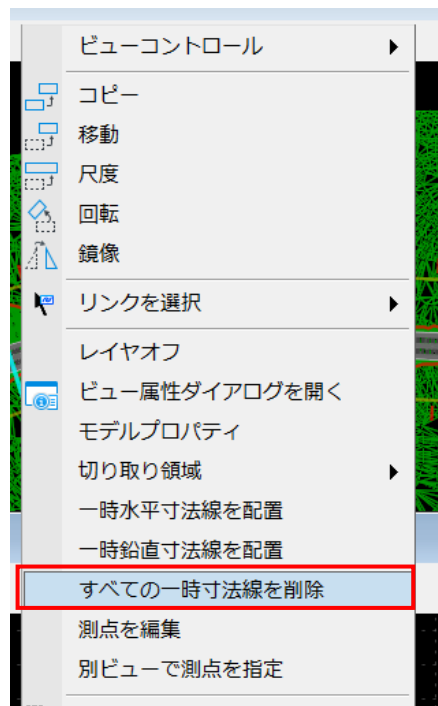 ビューコントロール
コピー
移動
尺度
回転
鏡像
リンクを選択
レイヤオフ
ビュー属性ダイアログを開く
モデルプロパティ
切り取り領域
一時水平寸法線を配置
一時鉛直寸法線を配置
すべての一時寸法線を削除
測点を編集
別ビューで測点を指定